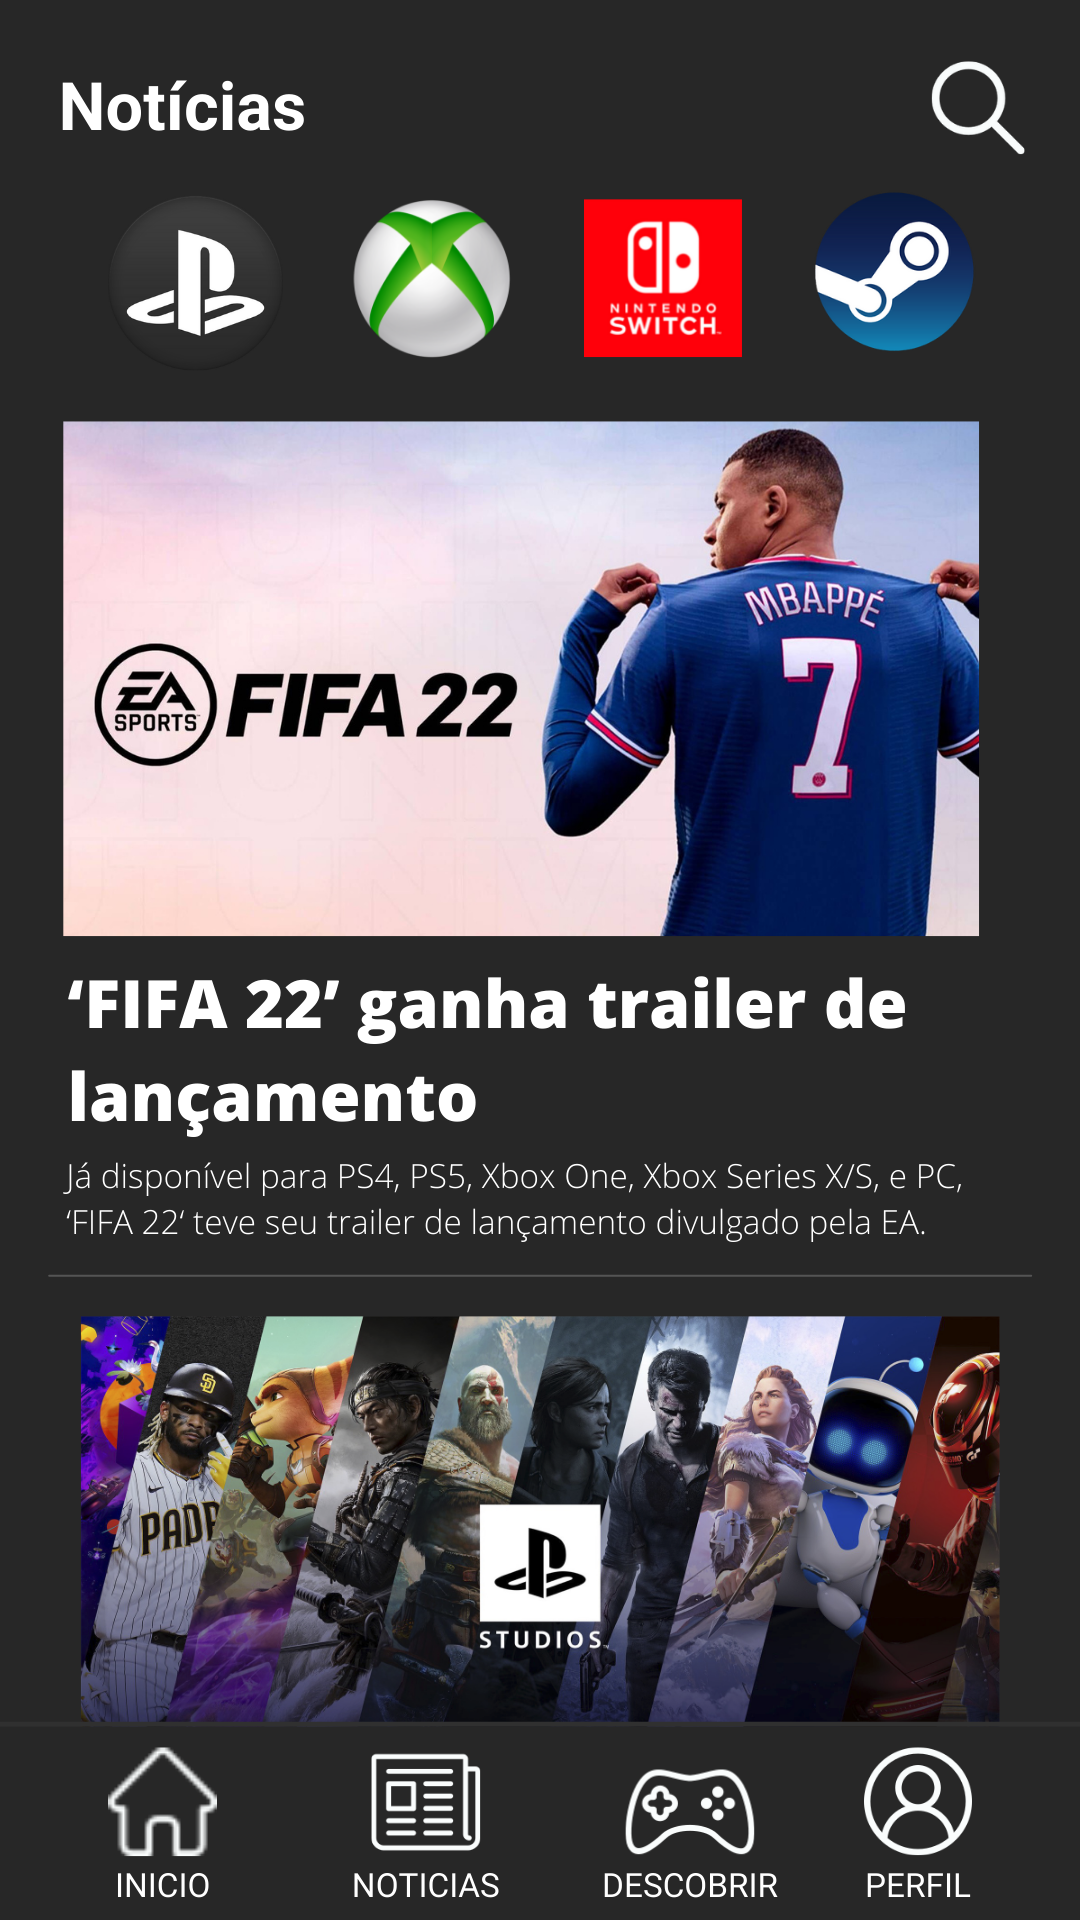 Notícias
NINTENDO
SWITCH
MBAPPÉ
7
EA
SPORTS
FIFA 22
‘FIFA 22’ ganha trailer de
lançamento
Já disponível para PS4, PS5, Xbox One, Xbox Series X/S, e PC,
‘FIFA 22‘ teve seu trailer de lançamento divulgado pela EA.
PADR
STUDIOS
INICIO
NOTICIAS
DESCOBRIR
PERFIL